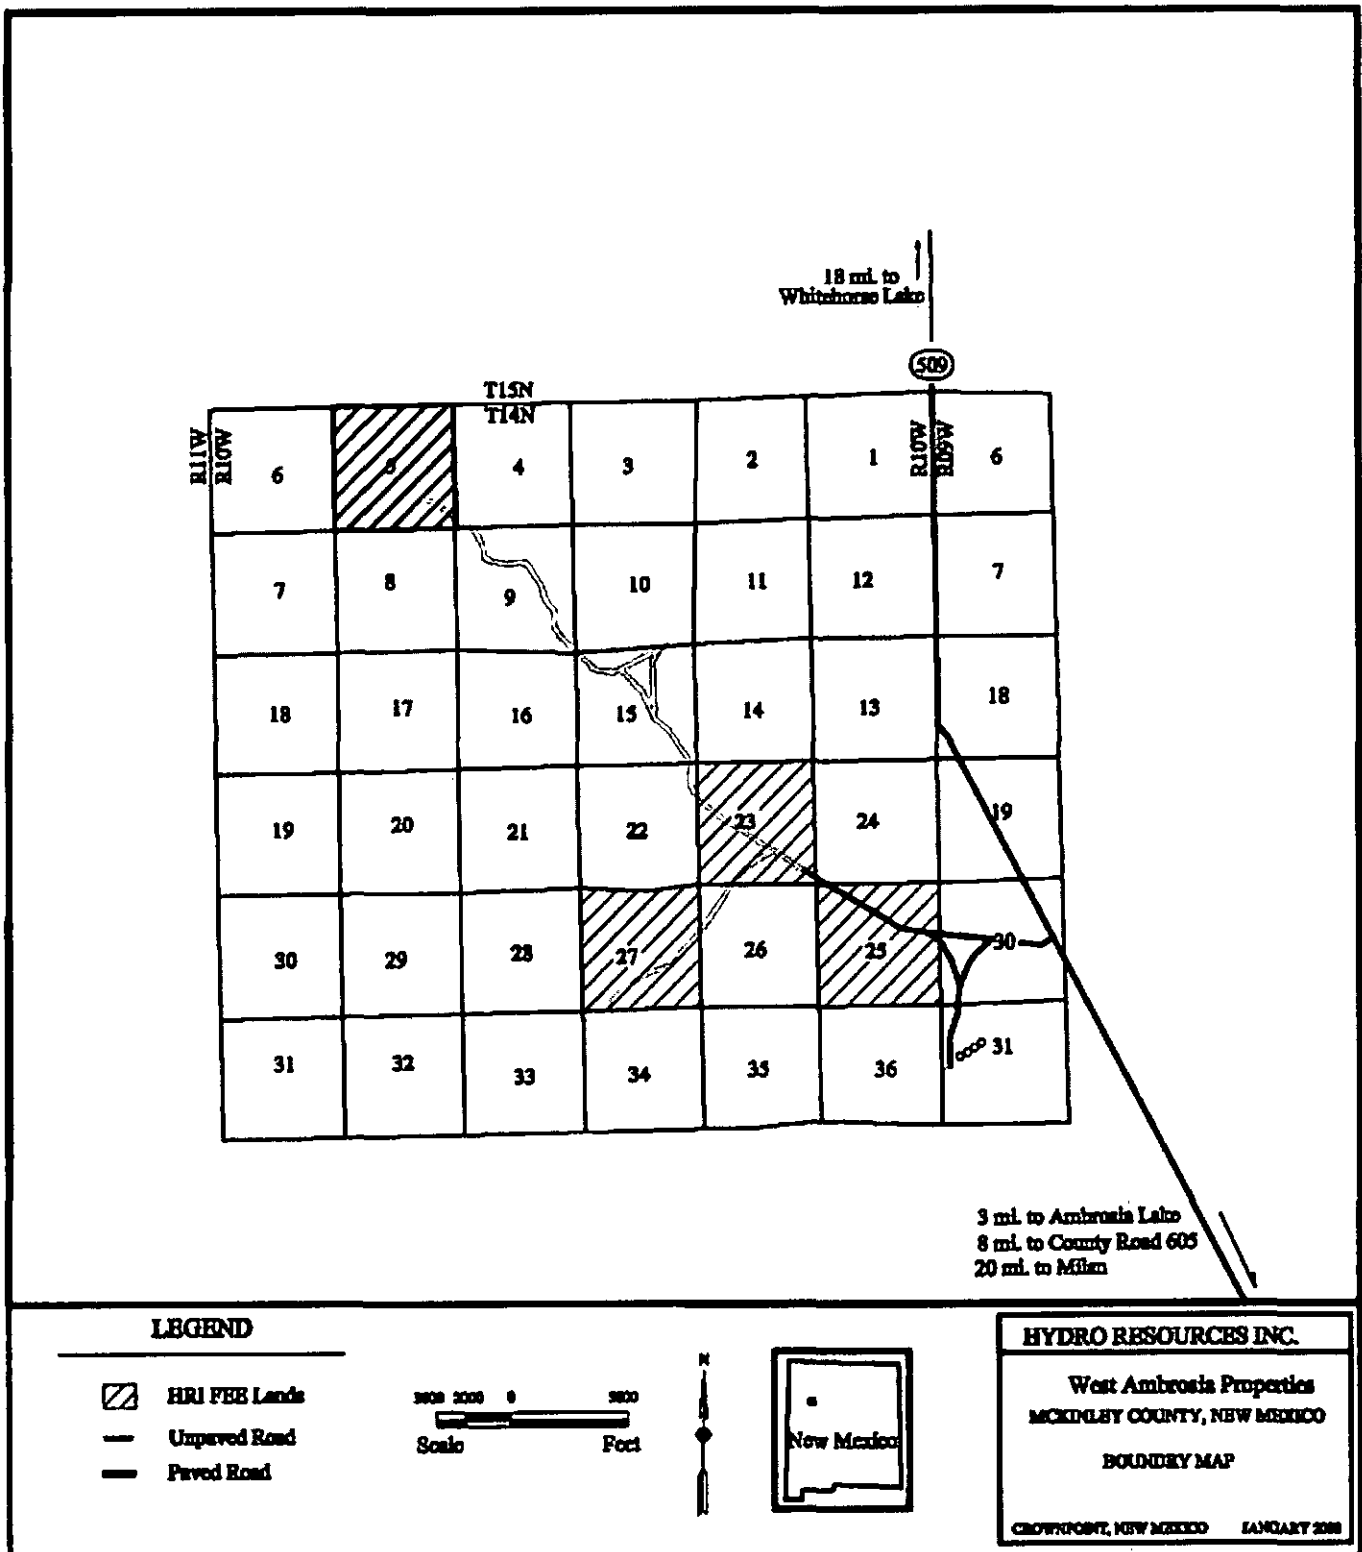 18 mi. to
Whitehorse Lake
509
T15N
T14N
R11W
R10W
R10W
R09W
6 5 4 3 2 1 6
7 8 9 10 11 12 7
18 17 16 15 14 13 18
19 20 21 22 23 24 19
30 29 28 27 26 25 30
31 32 33 34 35 36 31
3 mi. to Ambrosia Lake
8 mi. to County Road 605
20 mi. to Milan
LEGEND
HRI FEE Lands
Unpaved Road
Paved Road
0
Scale Feet
N
New Mexico
HYDRO RESOURCES INC.
West Ambrosia Properties
MCKINLEY COUNTY, NEW MEXICO
BOUNDRY MAP
CROWNPOINT, NEW MEXICO JANUARY